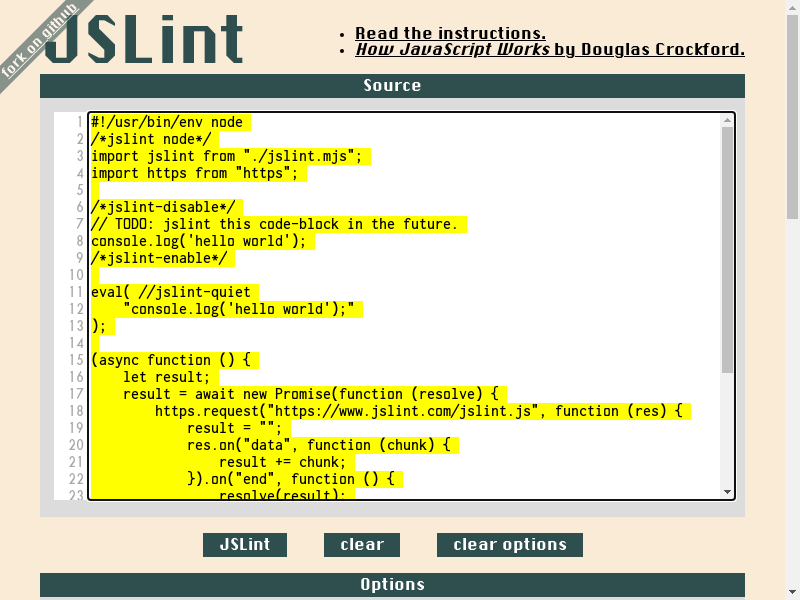 fork on github
JSLint
• Read the instructions.
• How JavaScript Works by Douglas Crockford.
Source
1 #!/usr/bin/env node
2 /*jslint node*/
3 import jslint from "./jslint.mjs";
4 import https from "https";
5
6 /*jslint-disable*/
7 // TODO: jslint this code-block in the future.
8 console.log('hello world');
9 /*jslint-enable*/
10
11 eval( //jslint-quiet
12     "console.log('hello world');"
13 );
14
15 (async function () {
16     let result;
17     result = await new Promise(function (resolve) {
18         https.request("https://www.jslint.com/jslint.js", function (res) {
19             result = "";
20             res.on("data", function (chunk) {
21                 result += chunk;
22             }).on("end", function () {
23                 resolve(result);
JSLint clear clear options
Options